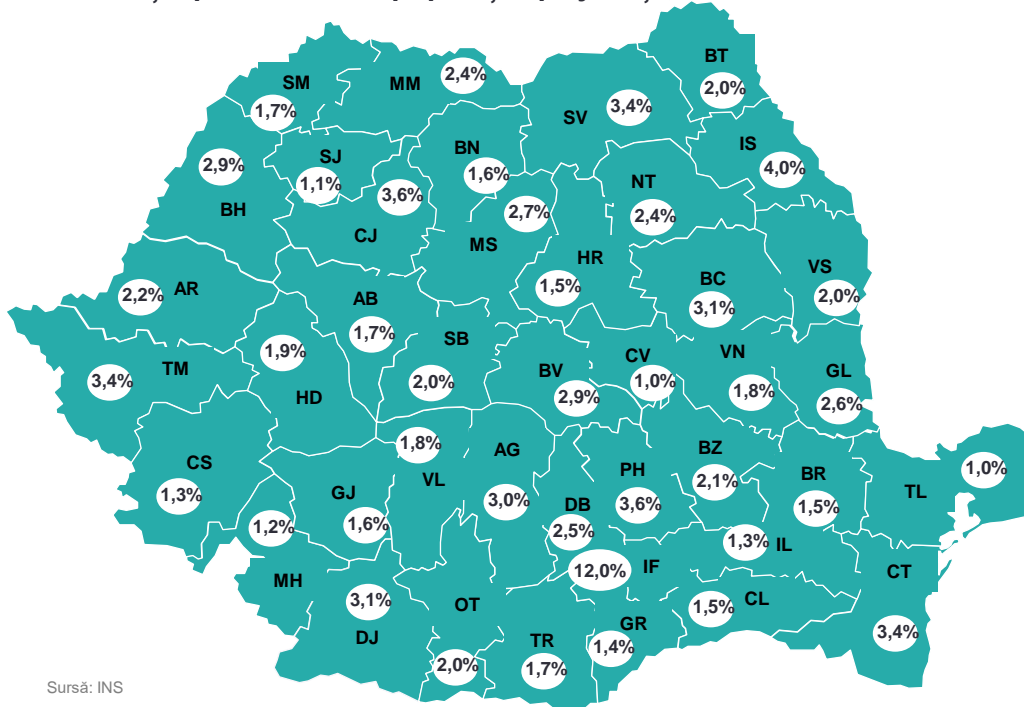 BT
2,0%
SM
1,7%
MM
2,4%
SV
3,4%
IS
4,0%
BH
2,9%
SJ
1,1%
3,6%
CJ
BN
1,6%
2,7%
MS
NT
2,4%
HR
1,5%
BC
3,1%
VS
2,0%
AR
2,2%
AB
1,7%
SB
2,0%
TM
3,4%
1,9%
HD
BV
2,9%
CV
1,0%
VN
1,8%
GL
2,6%
CS
1,3%
1,2%
MH
GJ
1,6%
1,8%
VL
AG
3,0%
DB
2,5%
PH
3,6%
BZ
2,1%
BR
1,5%
TL
1,0%
1,3%
IL
12,0%
IF
CT
3,4%
CL
1,5%
GR
1,4%
3,1%
DJ
OT
2,0%
TR
1,7%
Sursă: INS